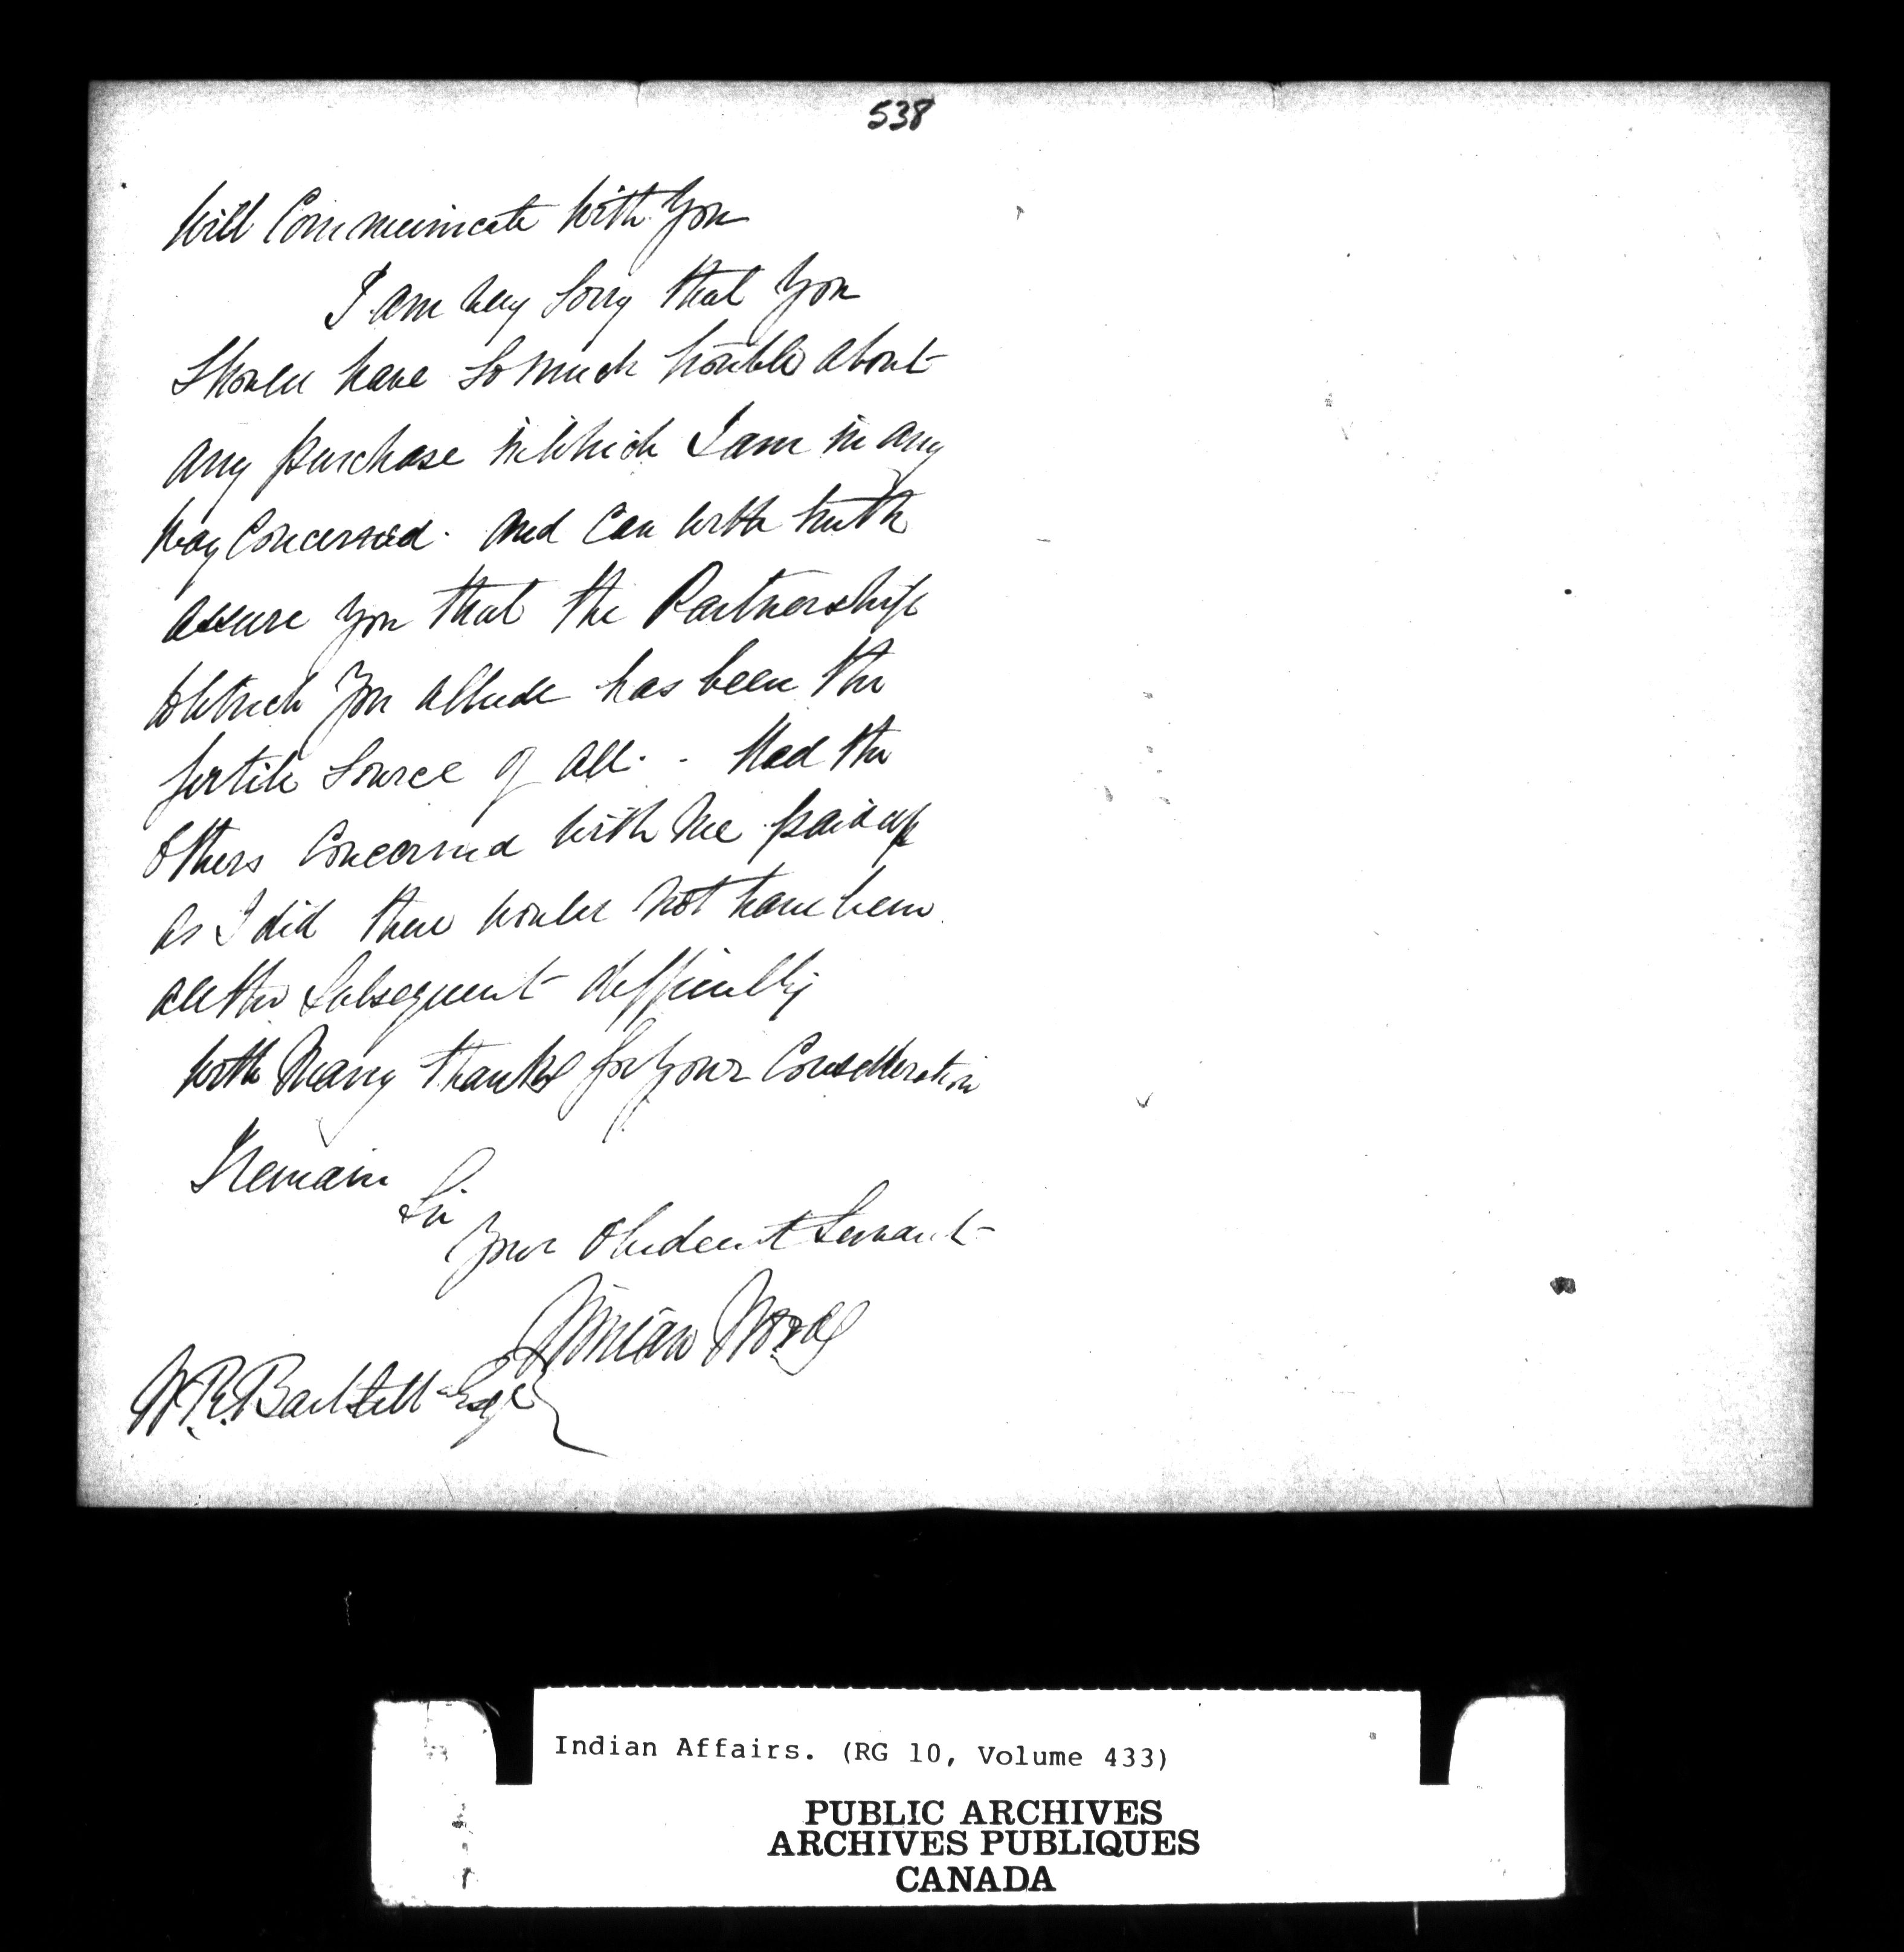 538
Will Communicate with You
I am very Sorry that You
Should have So much trouble about
any purchase in which I am in any
way Concerned. and Can with truth
assure you that the Partnership
to which You allude has been the
fertile Source of all. - Had the
others Concerned with me paid up
as I did there would not have been
all the Subsequent difficulty
With Many thanks for your Consideration
I remain
Sir
Your Obedient Servant
W. R. Bartlett Esqr
Indian Affairs. (RG 10, Volume 433)
PUBLIC ARCHIVES
ARCHIVES PUBLIQUES
CANADA